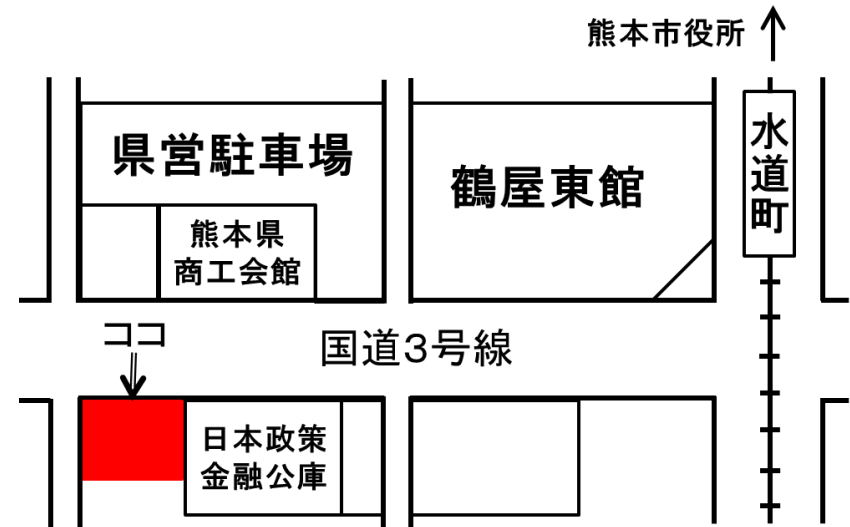 熊本市役所
県営駐車場
鶴屋東館
水道町
熊本県
商工会館
ココ
国道3号線
日本政策
金融公庫